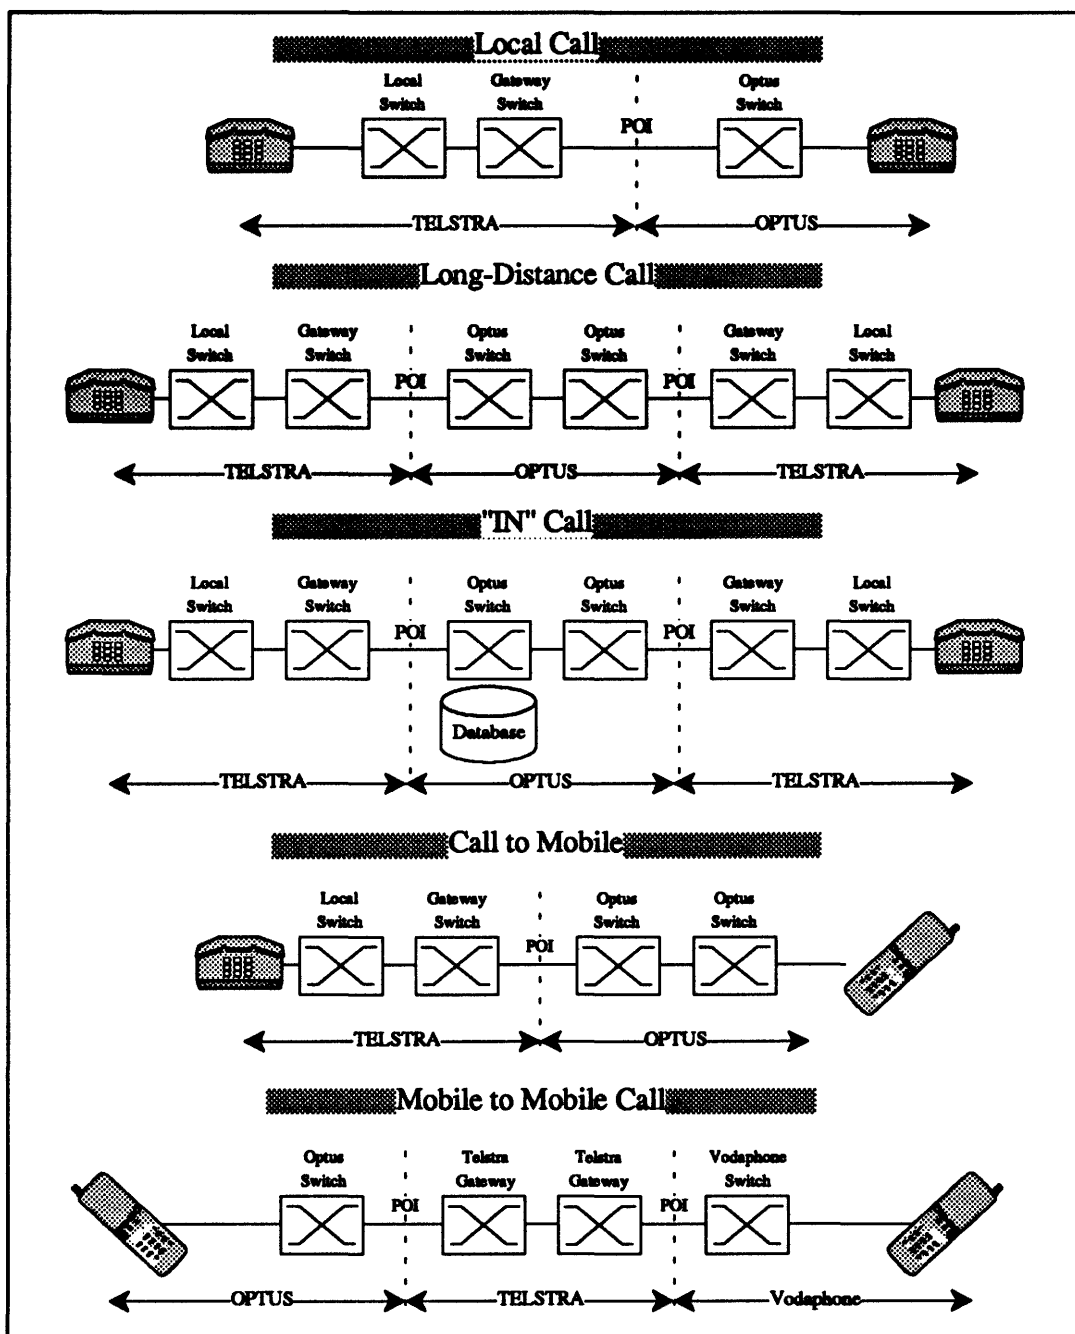 Local Call
Local Gateway Optus
Switch Switch Switch
POI
TELSTRA OPTUS
Long-Distance Call
Local Gateway Optus Optus Gateway Local
Switch Switch Switch Switch Switch Switch
POI POI
TELSTRA OPTUS TELSTRA
"IN" Call
Local Gateway Optus Optus Gateway Local
Switch Switch Switch Switch Switch Switch
POI POI
Database
TELSTRA OPTUS TELSTRA
Call to Mobile
Local Gateway Optus Optus
Switch Switch Switch Switch
POI
TELSTRA OPTUS
Mobile to Mobile Call
Optus Telstra Telstra Vodaphone
Switch Gateway Gateway Switch
POI POI
OPTUS TELSTRA Vodaphone